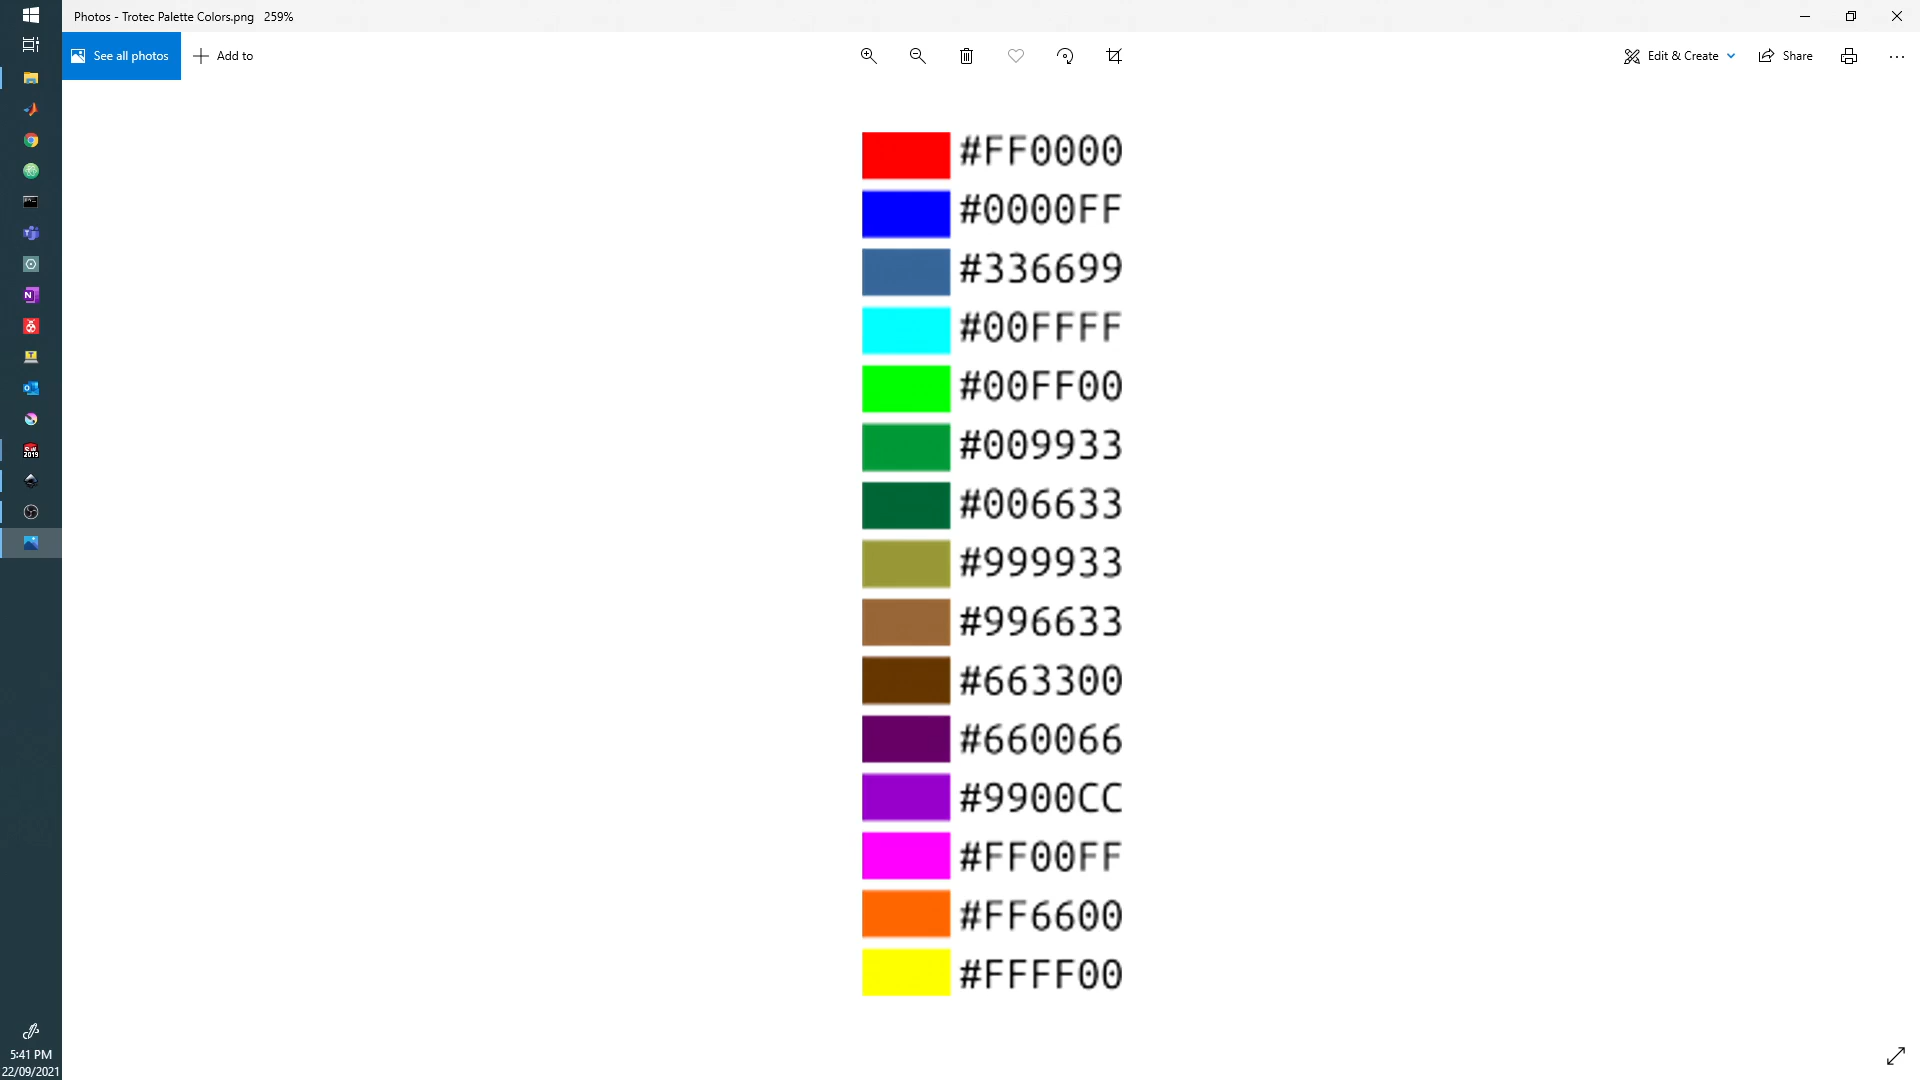 Photos - Trotec Palette Colors.png 259%
See all photos
Add to
Edit & Create
Share
#FF0000
#0000FF
#336699
#00FFFF
#00FF00
#009933
#006633
#999933
#996633
#663300
#660066
#9900CC
#FF00FF
#FF6600
#FFFF00
5:41 PM
22/09/2021